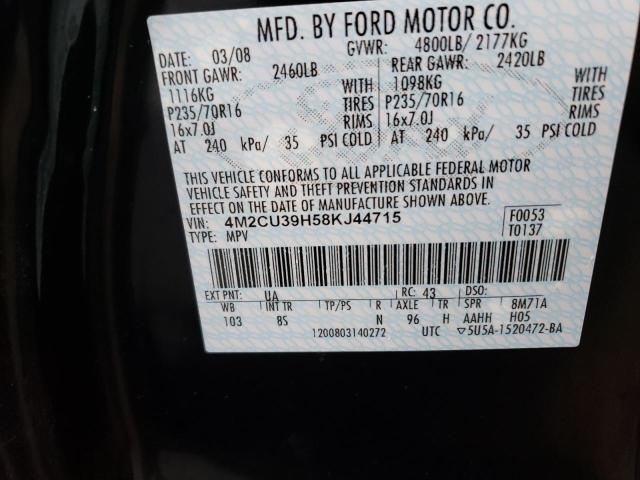 MFD. BY FORD MOTOR CO.
DATE: 03/08 GVWR: 4800LB/ 2177KG
FRONT GAWR: 2460LB REAR GAWR: 2420LB
1116KG WITH 1098KG WITH
P235/70R16 TIRES P235/70R16 TIRES
16x7.0J RIMS 16x7.0J RIMS
AT 240 kPa/ 35 PSI COLD AT 240 kPa/ 35 PSI COLD
THIS VEHICLE CONFORMS TO ALL APPLICABLE FEDERAL MOTOR
VEHICLE SAFETY AND THEFT PREVENTION STANDARDS IN
EFFECT ON THE DATE OF MANUFACTURE SHOWN ABOVE.
VIN: 4M2CU39H58KJ44715 F0053
TYPE: MPV T0137
EXT PNT: UA RC: 43 DSO:
WB INT TR TP/PS R AXLE TR SPR 8M71A
103 8S N 96 H AAHH H05
1200803140272 UTC ▽5U5A-1520472-BA